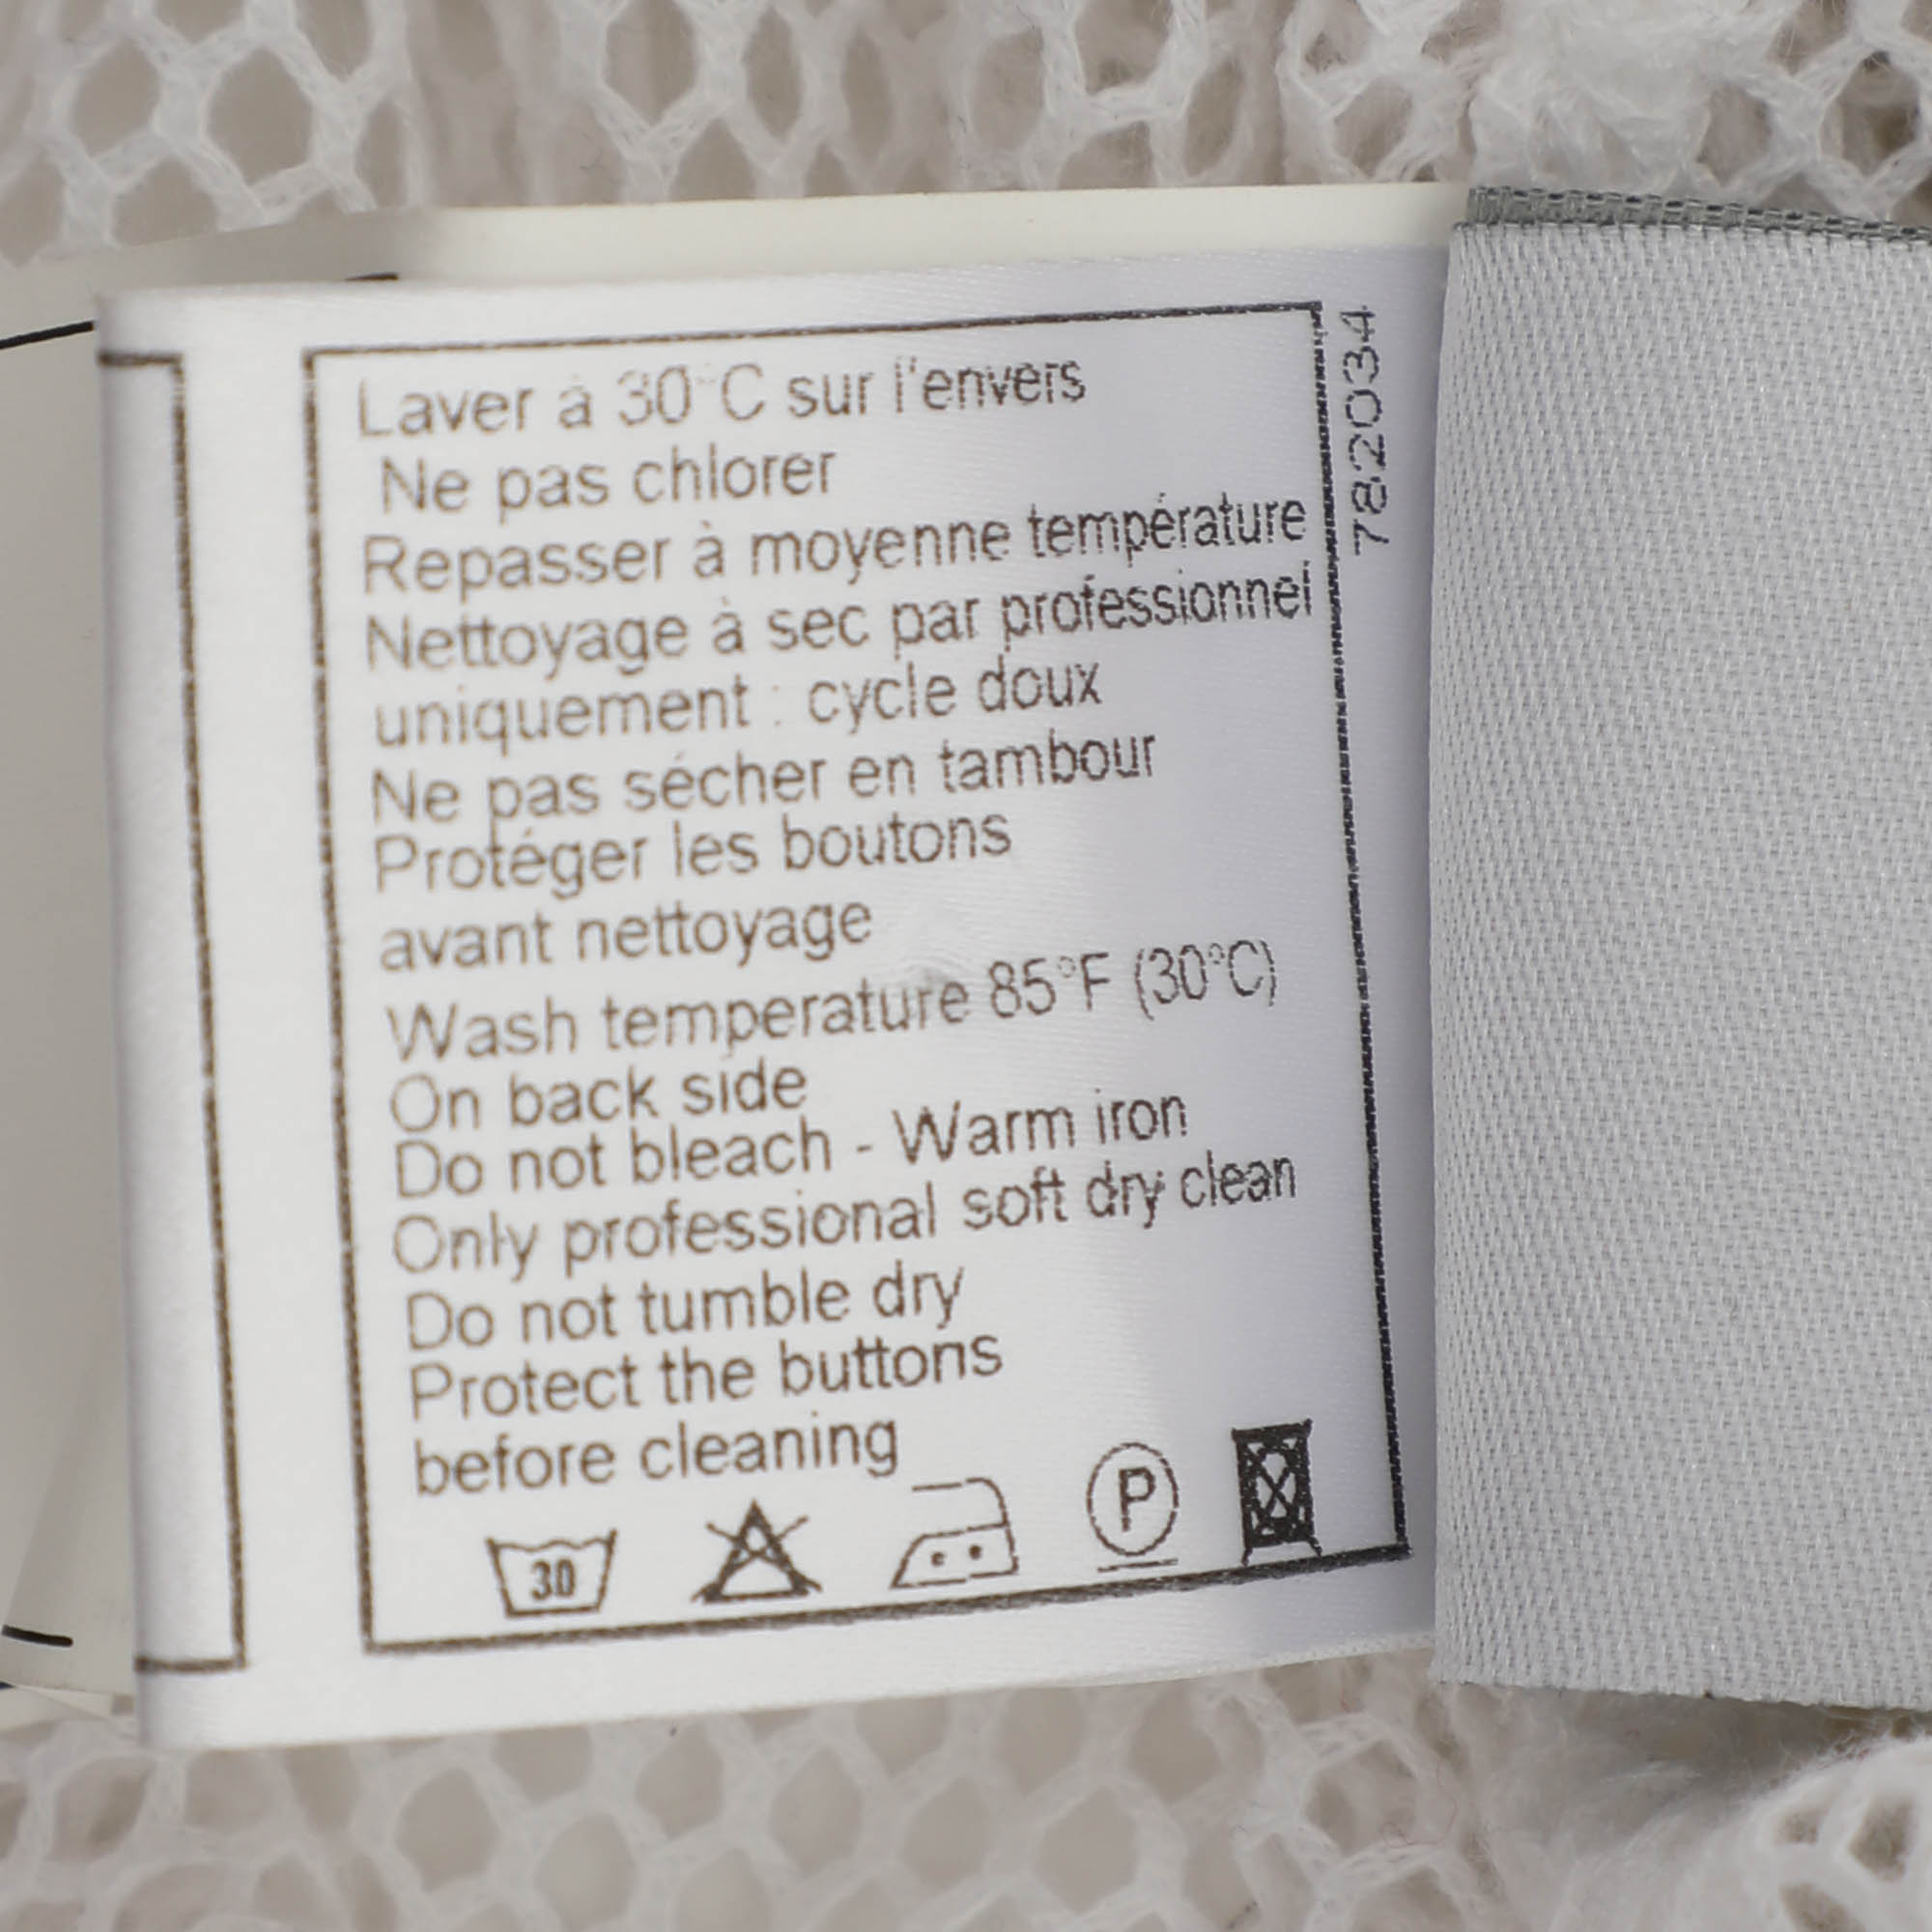 Laver à 30°C sur l'envers
Ne pas chlorer
Repasser à moyenne température
Nettoyage à sec par professionnel
uniquement : cycle doux
Ne pas sécher en tambour
Protéger les boutons
avant nettoyage
Wash temperature 85°F (30°C)
On back side
Do not bleach - Warm iron
Only professional soft dry clean
Do not tumble dry
Protect the buttons
before cleaning
30
P
7822034